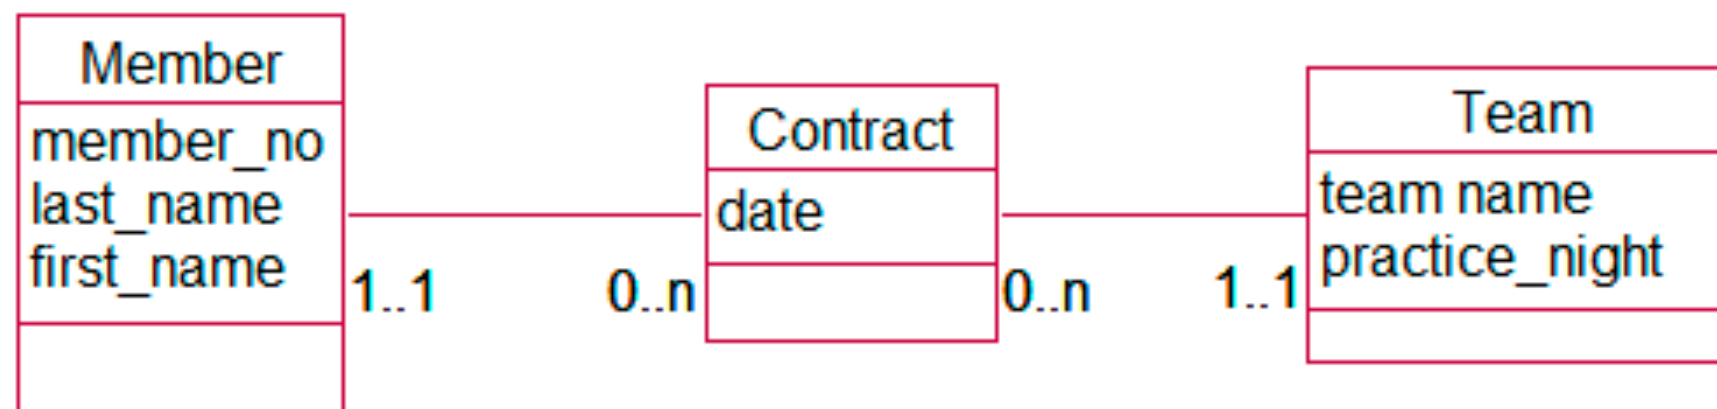 Member
member_no
last_name
first_name
1..1
0..n
Contract
date
0..n
1..1
Team
team name
practice_night